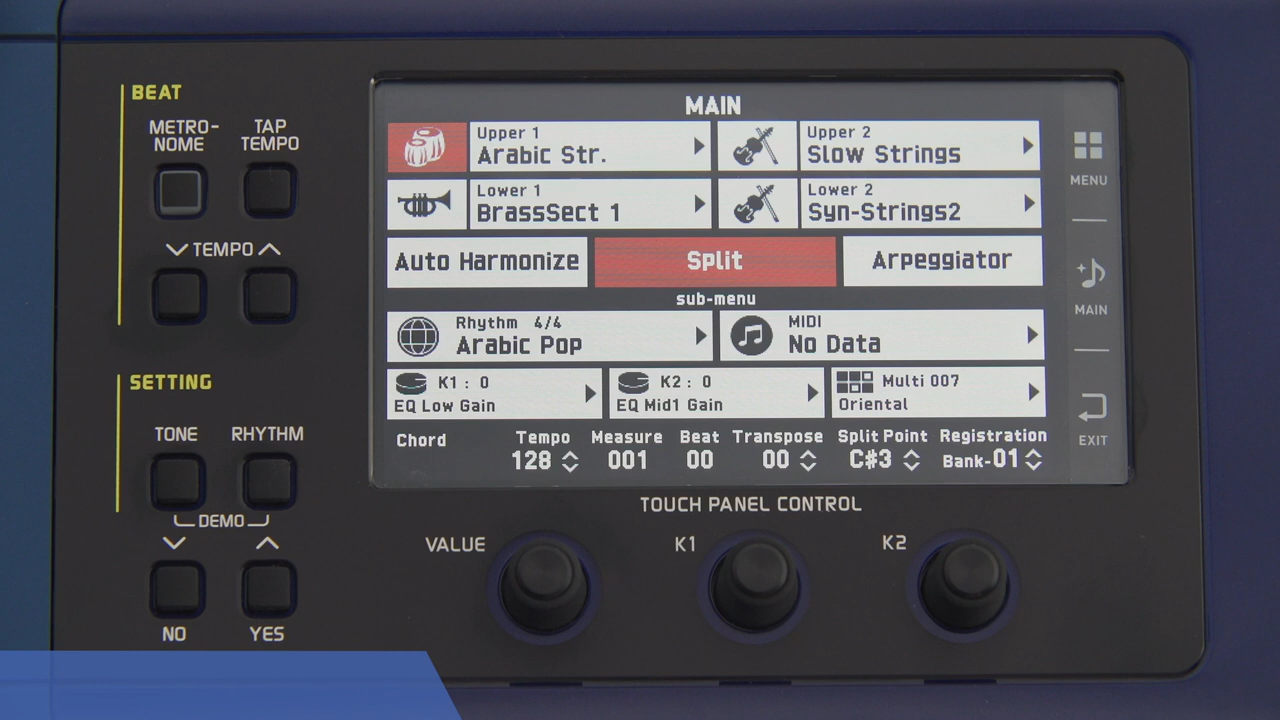 BEAT
METRO-
NOME
TAP
TEMPO
TEMPO
SETTING
TONE
RHYTHM
DEMO
NO
YES
MAIN
Upper 1
Arabic Str.
Upper 2
Slow Strings
Lower 1
BrassSect 1
Lower 2
Syn-Strings2
Auto Harmonize
Split
Arpeggiator
sub-menu
Rhythm 4/4
Arabic Pop
MIDI
No Data
K1 : 0
EQ Low Gain
K2 : 0
EQ Mid1 Gain
Multi 007
Oriental
Chord
Tempo
128
Measure
001
Beat
00
Transpose
00
Split Point
C#3
Registration
Bank-01
MENU
MAIN
EXIT
TOUCH PANEL CONTROL
VALUE
K1
K2